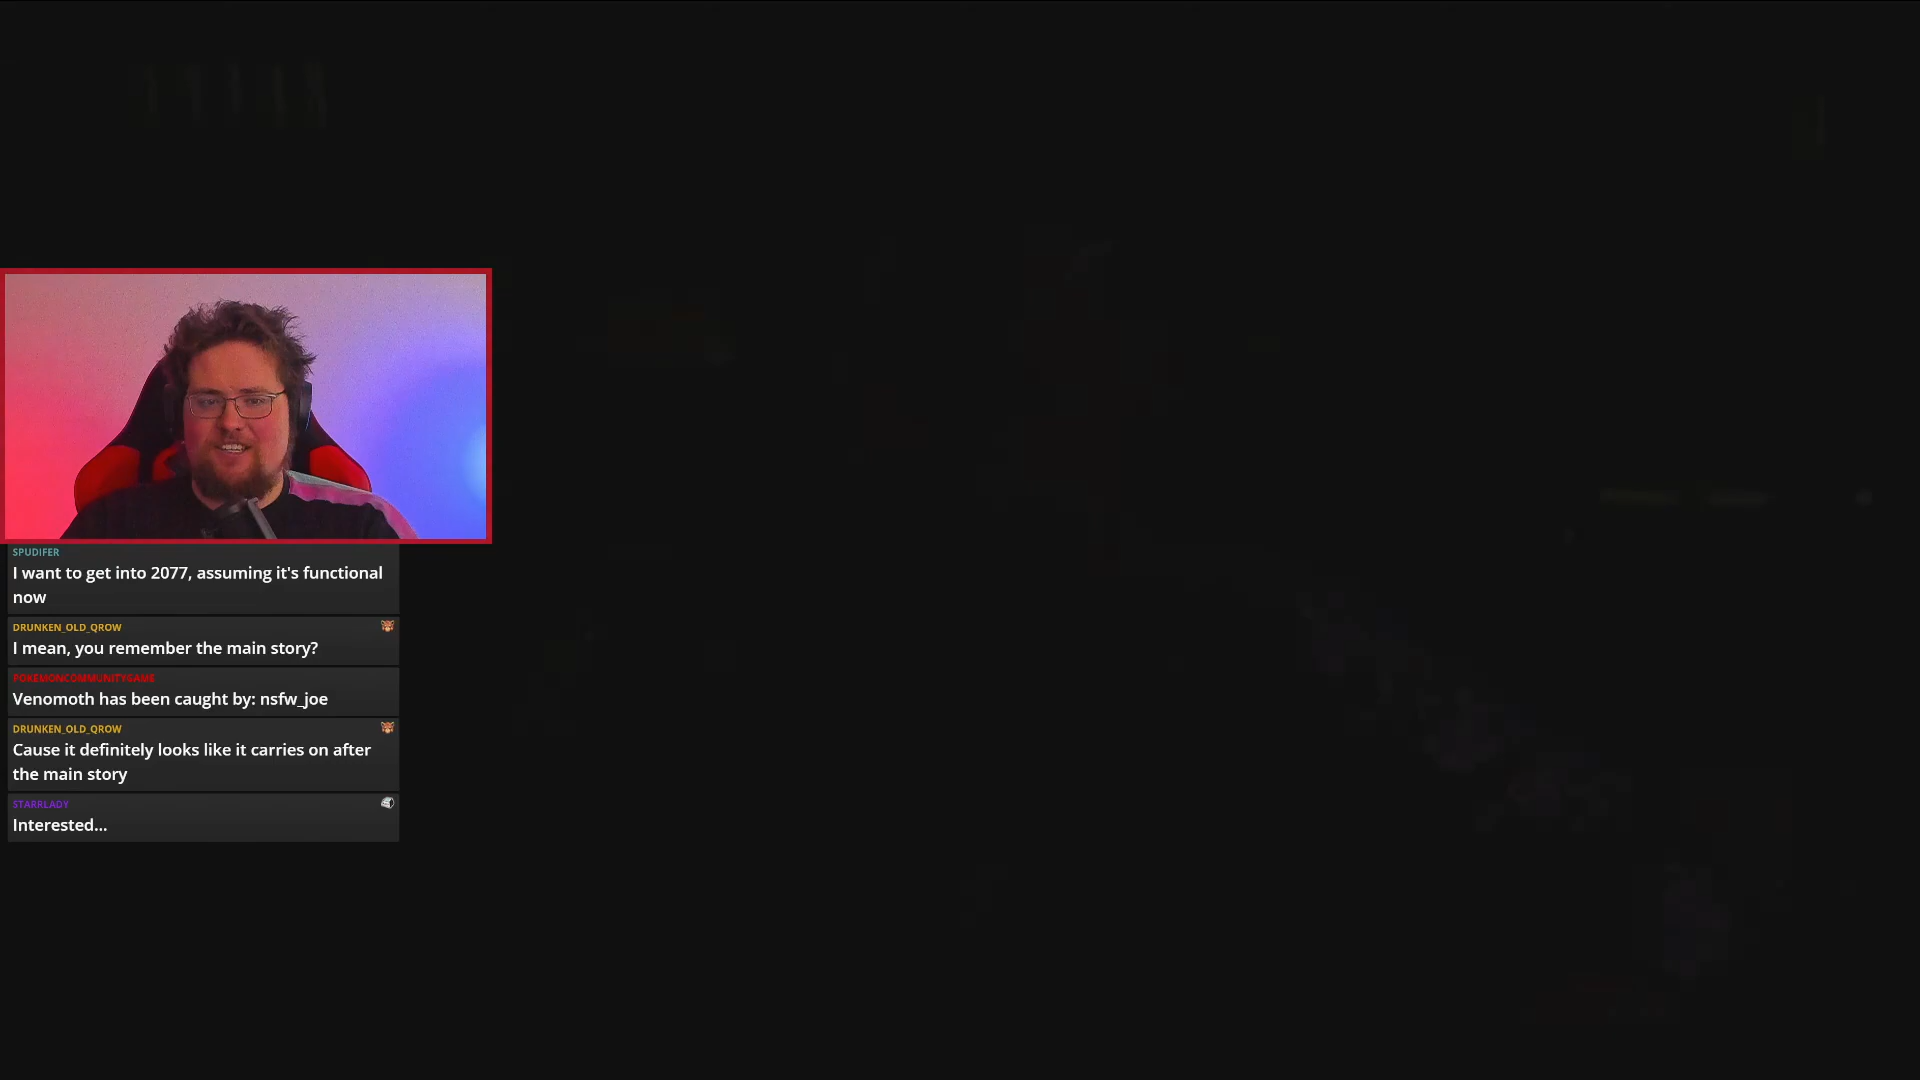 SPUDIFER
I want to get into 2077, assuming it's functional
now
DRUNKEN_OLD_QROW
I mean, you remember the main story?
POKEMONCOMMUNITYGAME
Venomoth has been caught by: nsfw_joe
DRUNKEN_OLD_QROW
Cause it definitely looks like it carries on after
the main story
STARRLADY
Interested...